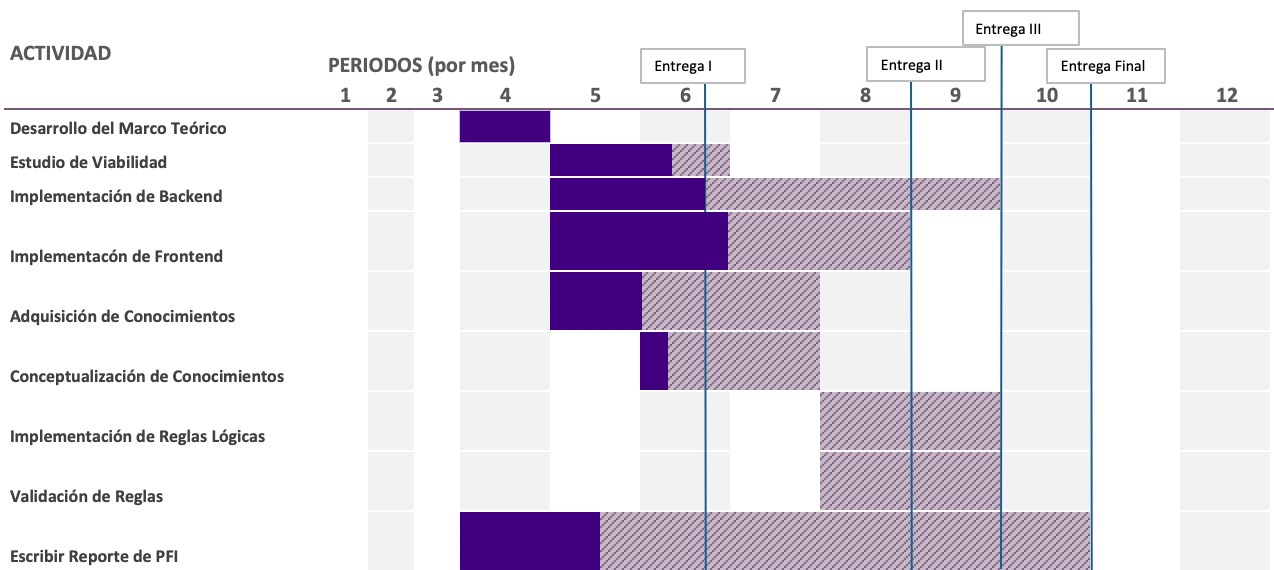 Entrega III
ACTIVIDAD
PERIODOS (por mes)
Entrega I
Entrega II
Entrega Final
1 2 3 4 5 6 7 8 9 10 11 12
Desarrollo del Marco Teórico
Estudio de Viabilidad
Implementación de Backend
Implementacón de Frontend
Adquisición de Conocimientos
Conceptualización de Conocimientos
Implementación de Reglas Lógicas
Validación de Reglas
Escribir Reporte de PFI